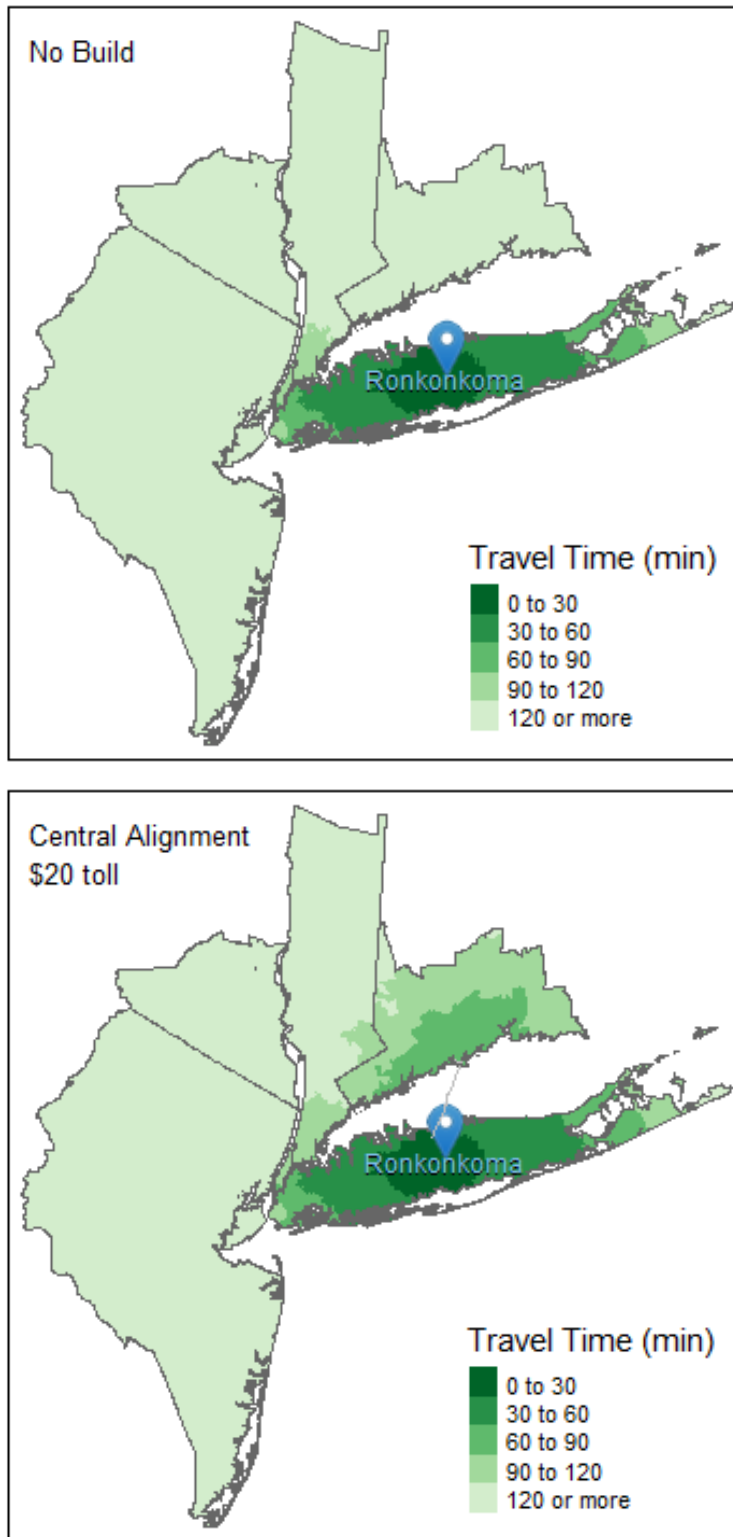 No Build
Ronkonkoma
Travel Time (min)
0 to 30
30 to 60
60 to 90
90 to 120
120 or more
Central Alignment
$20 toll
Ronkonkoma
Travel Time (min)
0 to 30
30 to 60
60 to 90
90 to 120
120 or more